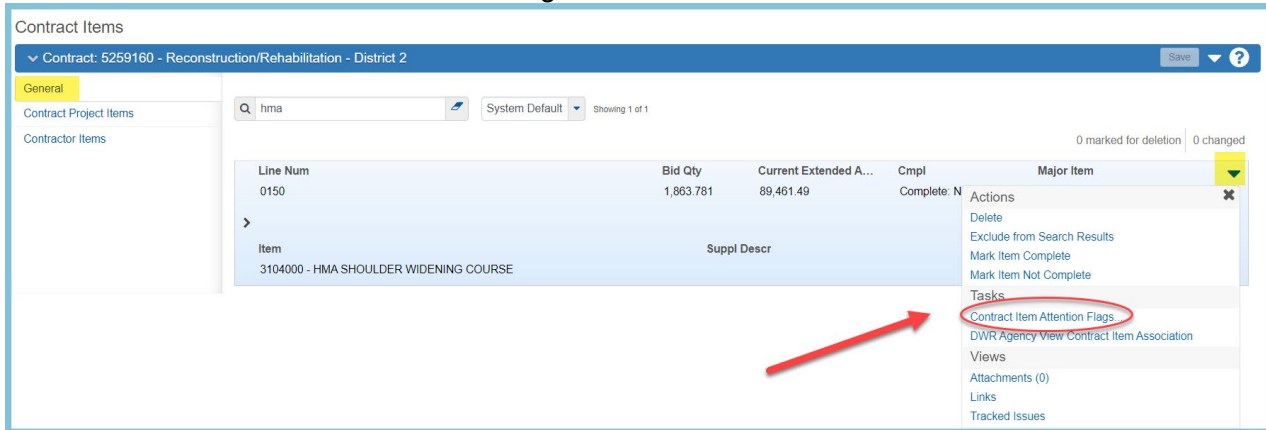 Contract Items
Contract: 5259160 - Reconstruction/Rehabilitation - District 2
Save
?
General
Contract Project Items
Contractor Items
hma
System Default
Showing 1 of 1
0 marked for deletion
0 changed
Line Num
Bid Qty
Current Extended A...
Cmpl
Major Item
0150
1,863.781
89,461.49
Complete: N
Item
Suppl Descr
3104000 - HMA SHOULDER WIDENING COURSE
Actions
Delete
Exclude from Search Results
Mark Item Complete
Mark Item Not Complete
Tasks
Contract Item Attention Flags...
DWR Agency View Contract Item Association
Views
Attachments (0)
Links
Tracked Issues